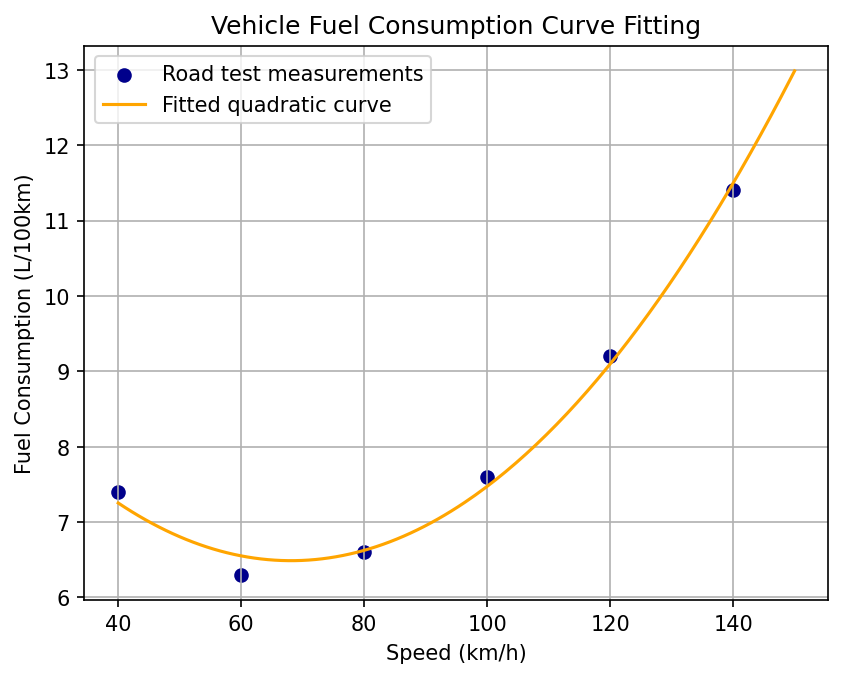 Vehicle Fuel Consumption Curve Fitting
Road test measurements
Fitted quadratic curve
Fuel Consumption (L/100km)
13
12
11
10
9
8
7
6
40 60 80 100 120 140
Speed (km/h)